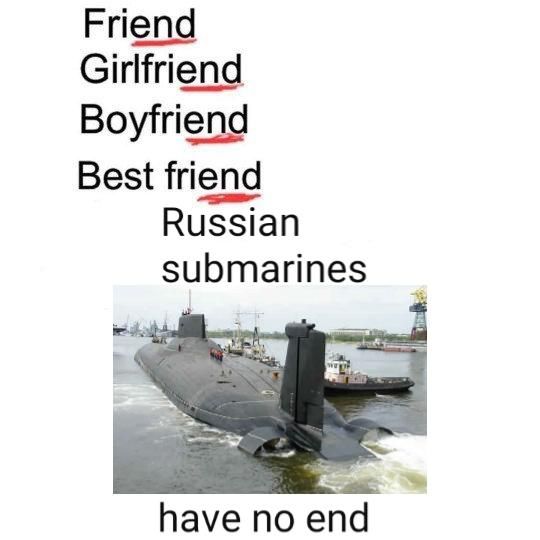 Friend
Girlfriend
Boyfriend
Best friend
Russian
submarines
have no end